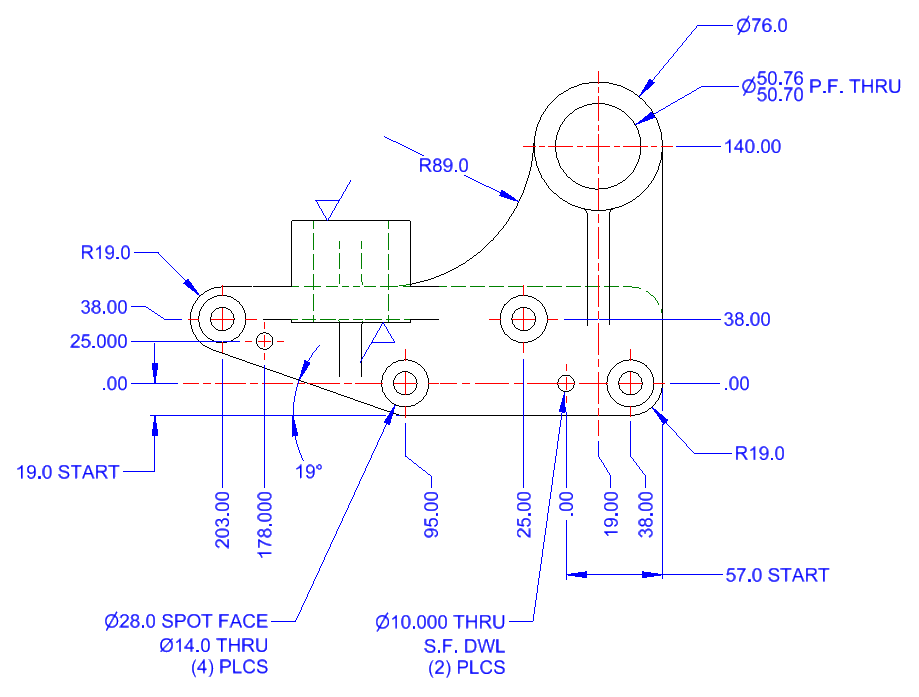 Ø76.0
Ø50.76
50.70 P.F. THRU
140.00
R89.0
R19.0
38.00
38.00
25.000
.00
.00
19.0 START
19°
R19.0
203.00
178.000
95.00
25.00
.00
19.00
38.00
57.0 START
Ø28.0 SPOT FACE
Ø14.0 THRU
(4) PLCS
Ø10.000 THRU
S.F. DWL
(2) PLCS